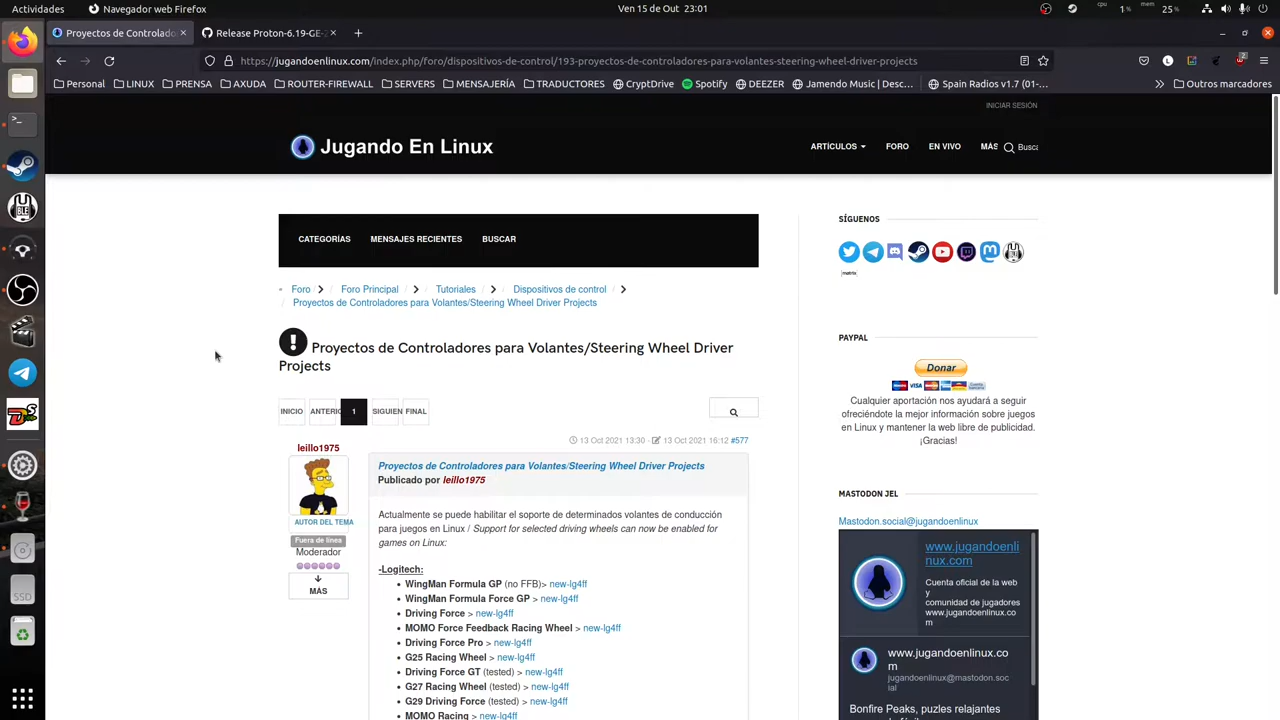 Actividades
Navegador web Firefox
Ven 15 de Out 23:01
cpu
1%
mem
25%
Proyectos de Controlado
Release Proton-6.19-GE-
https://jugandoenlinux.com/index.php/foro/dispositivos-de-control/193-proyectos-de-controladores-para-volantes-steering-wheel-driver-projects
Personal
LINUX
PRENSA
AXUDA
ROUTER-FIREWALL
SERVERS
MENSAJERÍA
TRADUCTORES
CryptDrive
Spotify
DEEZER
Jamendo Music | Desc...
Spain Radios v1.7 (01-...
Outros marcadores
INICIAR SESIÓN
Jugando En Linux
ARTÍCULOS
FORO
EN VIVO
MÁS
Busca
CATEGORÍAS
MENSAJES RECIENTES
BUSCAR
Foro / Foro Principal / Tutoriales / Dispositivos de control
/ Proyectos de Controladores para Volantes/Steering Wheel Driver Projects
Proyectos de Controladores para Volantes/Steering Wheel Driver
Projects
INICIO
ANTERIO
1
SIGUIEN
FINAL
13 Oct 2021 13:30 - 13 Oct 2021 16:12 #577
leillo1975
AUTOR DEL TEMA
Fuera de línea
Moderador
MÁS
Proyectos de Controladores para Volantes/Steering Wheel Driver Projects
Publicado por leillo1975
Actualmente se puede habilitar el soporte de determinados volantes de conducción
para juegos en Linux / Support for selected driving wheels can now be enabled for
games on Linux:
-Logitech:
• WingMan Formula GP (no FFB)> new-lg4ff
• WingMan Formula Force GP > new-lg4ff
• Driving Force > new-lg4ff
• MOMO Force Feedback Racing Wheel > new-lg4ff
• Driving Force Pro > new-lg4ff
• G25 Racing Wheel > new-lg4ff
• Driving Force GT (tested) > new-lg4ff
• G27 Racing Wheel (tested) > new-lg4ff
• G29 Driving Force (tested) > new-lg4ff
• MOMO Racing > new-lg4ff
SÍGUENOS
[matrix]
PAYPAL
Donar
VISA
Cualquier aportación nos ayudará a seguir
ofreciéndote la mejor información sobre juegos
en Linux y mantener la web libre de publicidad.
¡Gracias!
MASTODON JEL
Mastodon.social@jugandoenlinux
www.jugandoenli
nux.com
Cuenta oficial de la web
y
comunidad de jugadores
www.jugandoenlinux.co
m
www.jugandoenlinux.co
m
jugandoenlinux@mastodon.soc
ial
Bonfire Peaks, puzles relajantes
SSD